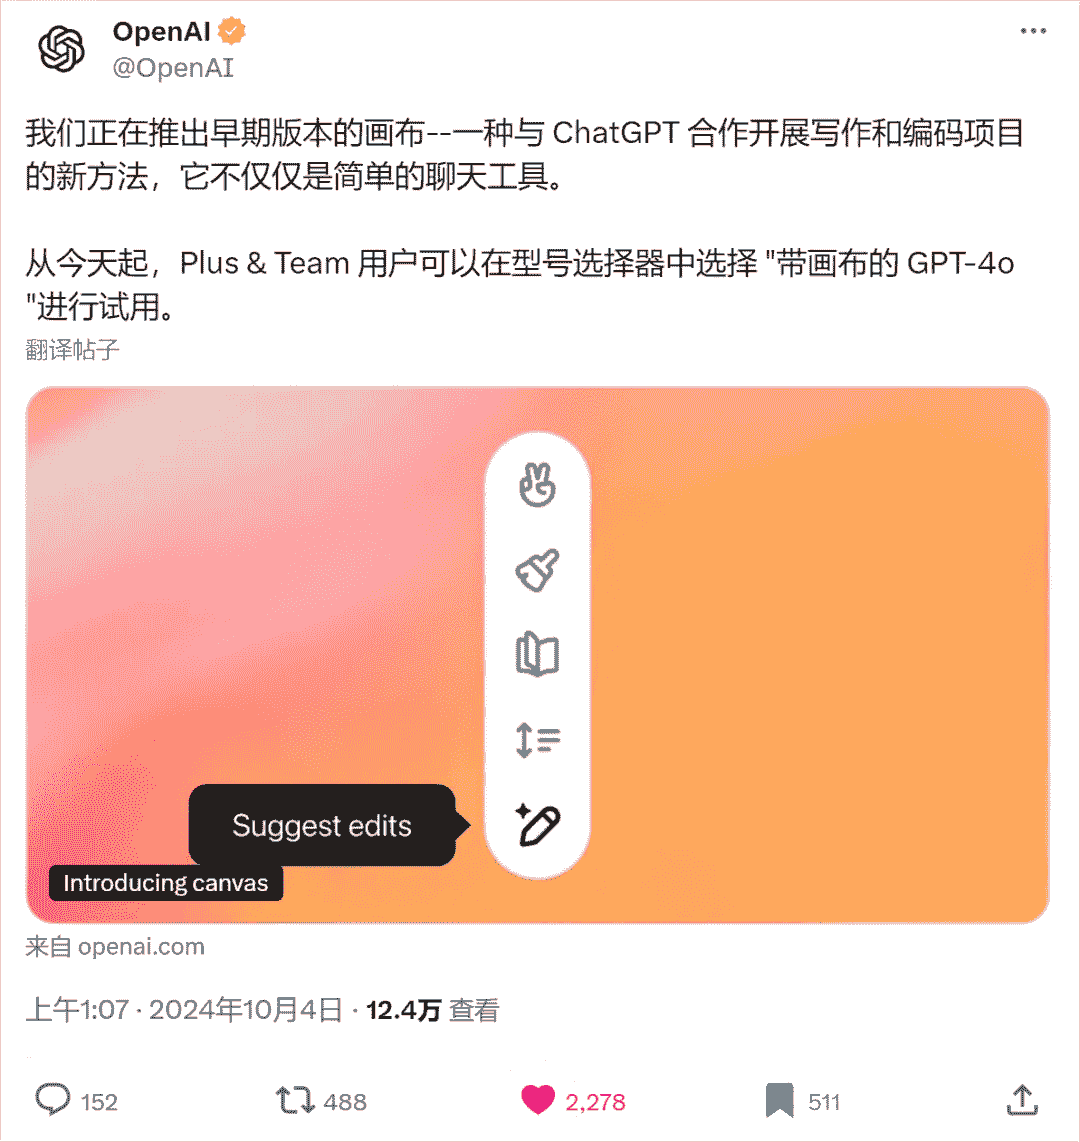 OpenAI
@OpenAI
我们正在推出早期版本的画布--一种与 ChatGPT 合作开展写作和编码项目
的新方法，它不仅仅是简单的聊天工具。
从今天起，Plus & Team 用户可以在型号选择器中选择 "带画布的 GPT-4o
"进行试用。
翻译帖子
Suggest edits
Introducing canvas
来自 openai.com
上午1:07 · 2024年10月4日 · 12.4万 查看
152 488 2,278 511